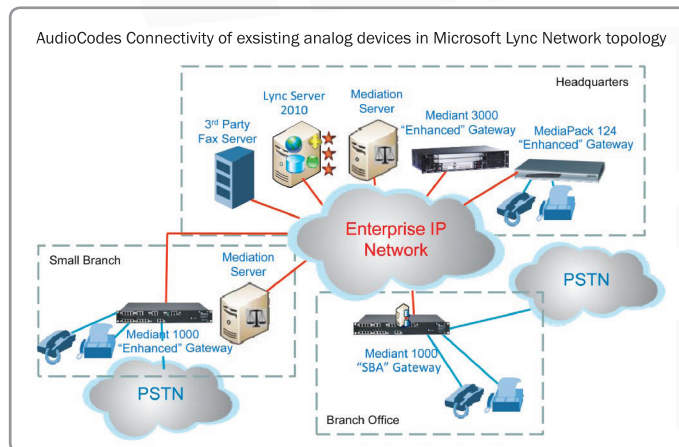 AudioCodes Connectivity of exsisting analog devices in Microsoft Lync Network topology
Headquarters
3rd Party
Fax Server
Lync Server
2010
Mediation
Server
Mediant 3000
"Enhanced" Gateway
MediaPack 124
"Enhanced" Gateway
Enterprise IP
Network
Small Branch
Mediation
Server
Mediant 1000
"Enhanced" Gateway
PSTN
PSTN
Mediant 1000
"SBA" Gateway
Branch Office